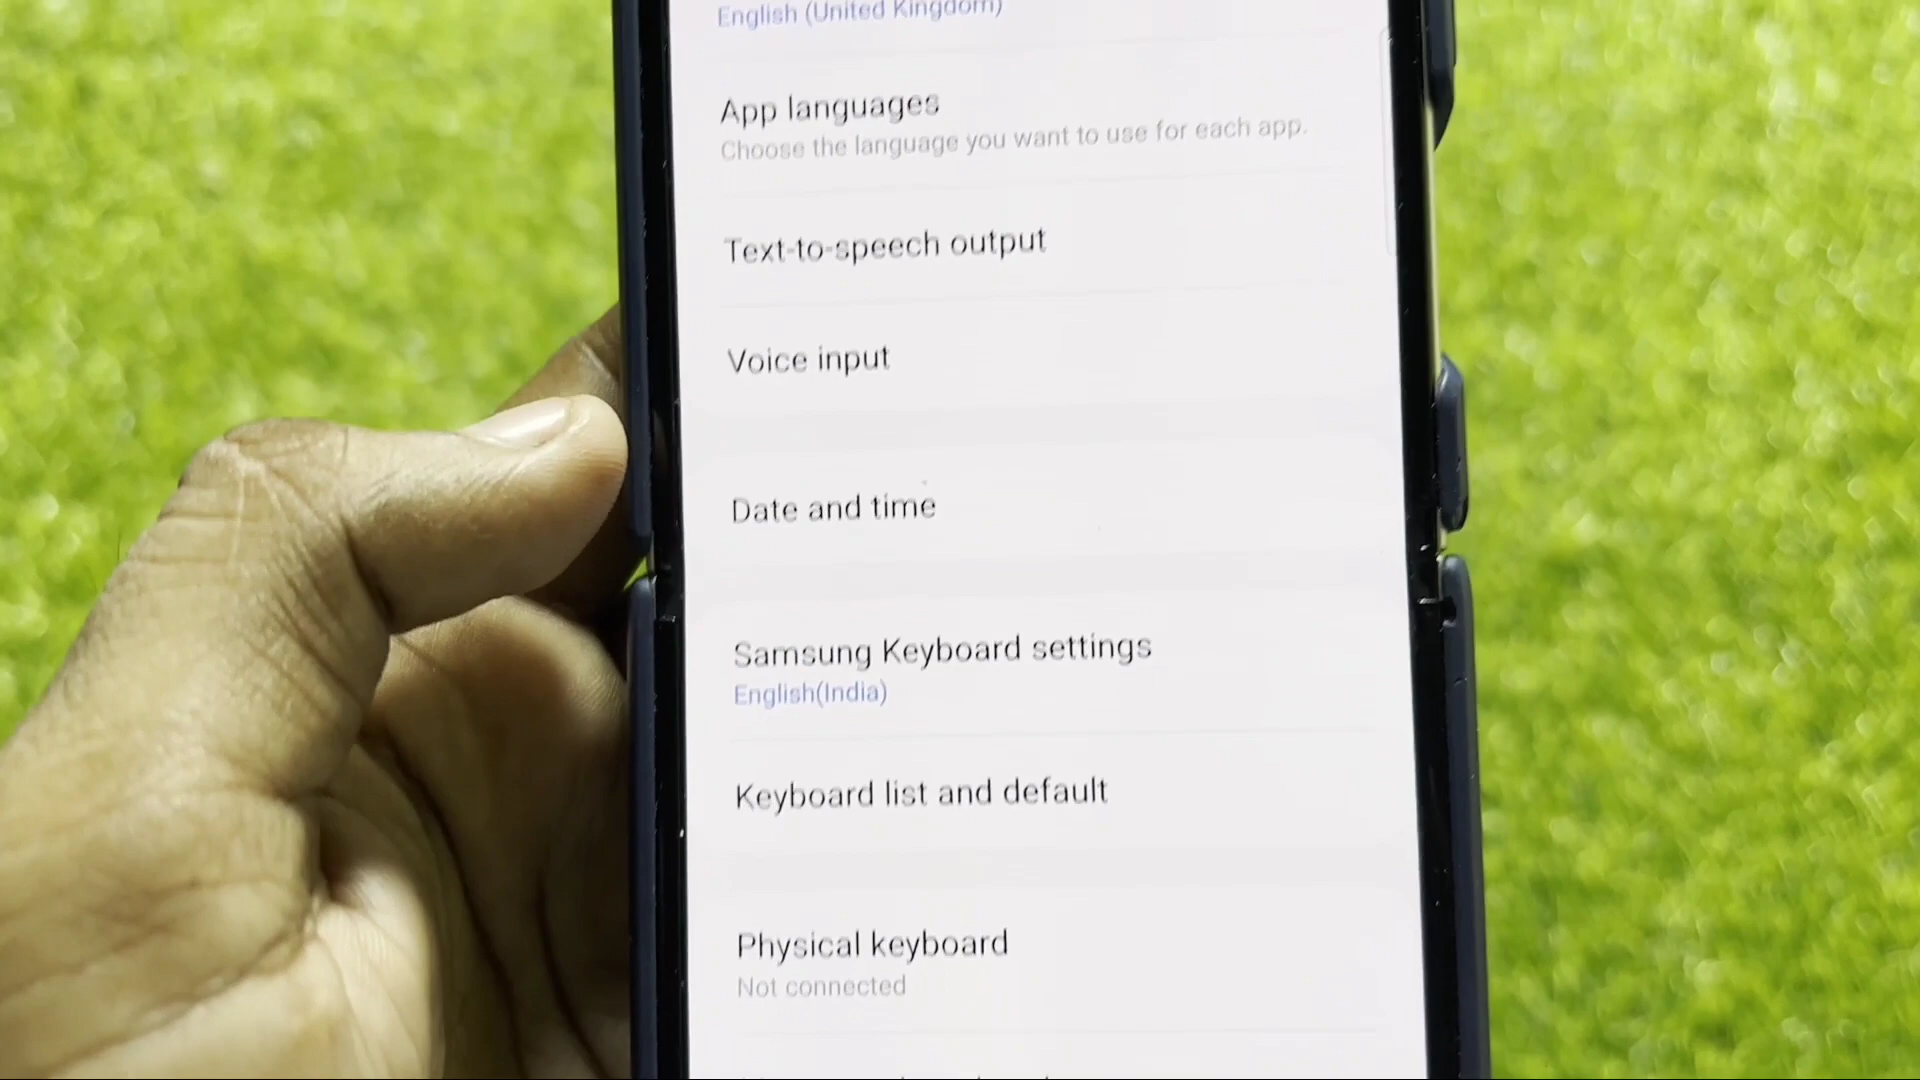 English (United Kingdom)
App languages
Choose the language you want to use for each app.
Text-to-speech output
Voice input
Date and time
Samsung Keyboard settings
English(India)
Keyboard list and default
Physical keyboard
Not connected